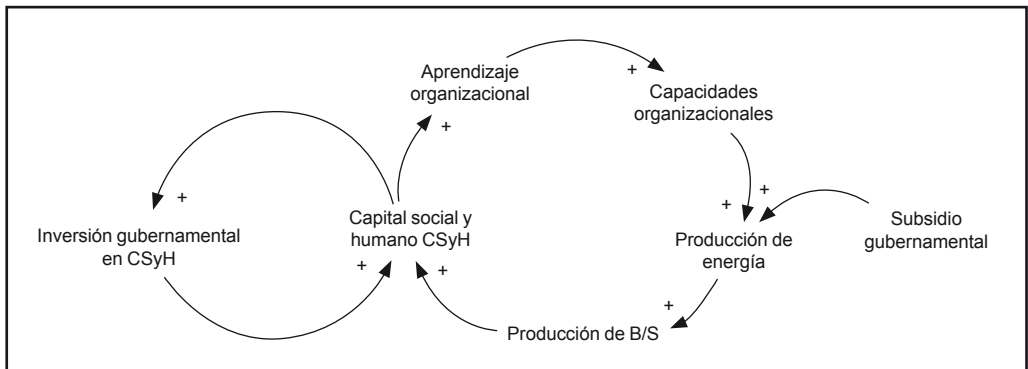 Aprendizaje
organizacional
+
Capacidades
organizacionales
+
+
Inversión gubernamental
en CSyH
Capital social y
humano CSyH
+
+
+
+
Producción de
energía
Subsidio
gubernamental
+
+
Producción de B/S